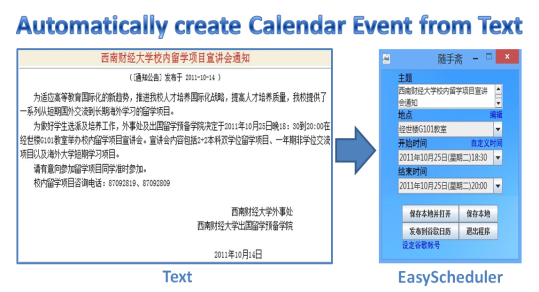 Automatically create Calendar Event from Text
西南财经大学校内留学项目宣讲会通知
（〖通知公告〗发布于 2011-10-14 ）
为适应高等教育国际化的新趋势，推进我校人才培养国际化战略，提高人才培养质量，我校提供了
一系列从短期国外交流到长期海外学习的留学项目。
为做好学生选派及培养工作，外事处及出国留学预备学院决定于2011年10月25日晚18：30到20:00在
经世楼G101教室举办校内留学项目宣讲会。宣讲会内容包括2+2本科双学位留学项目、一年期非学位交流
项目以及海外大学短期学习项目。
请有意向参加留学项目同学准时参加。
校内留学项目咨询电话：87092819、87092809
西南财经大学外事处
西南财经大学出国留学预备学院
2011年10月14日
Text
随手斋
主题
西南财经大学校内留学项目宣讲
会通知
地点 编辑
经世楼G101教室
开始时间 自定义时间
2011年10月25日(星期二)18:30
结束时间
2011年10月25日(星期二)20:00
保存本地并打开 保存本地
发布到谷歌日历 退出程序
设定谷歌帐号
EasyScheduler